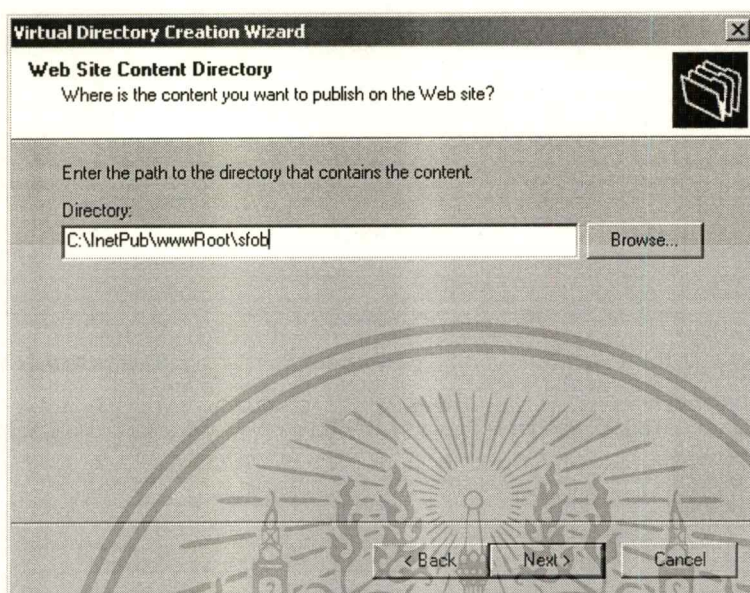 Virtual Directory Creation Wizard
Web Site Content Directory
Where is the content you want to publish on the Web site?
Enter the path to the directory that contains the content.
Directory:
C:\InetPub\wwwRoot\sfob
Browse...
< Back
Next >
Cancel